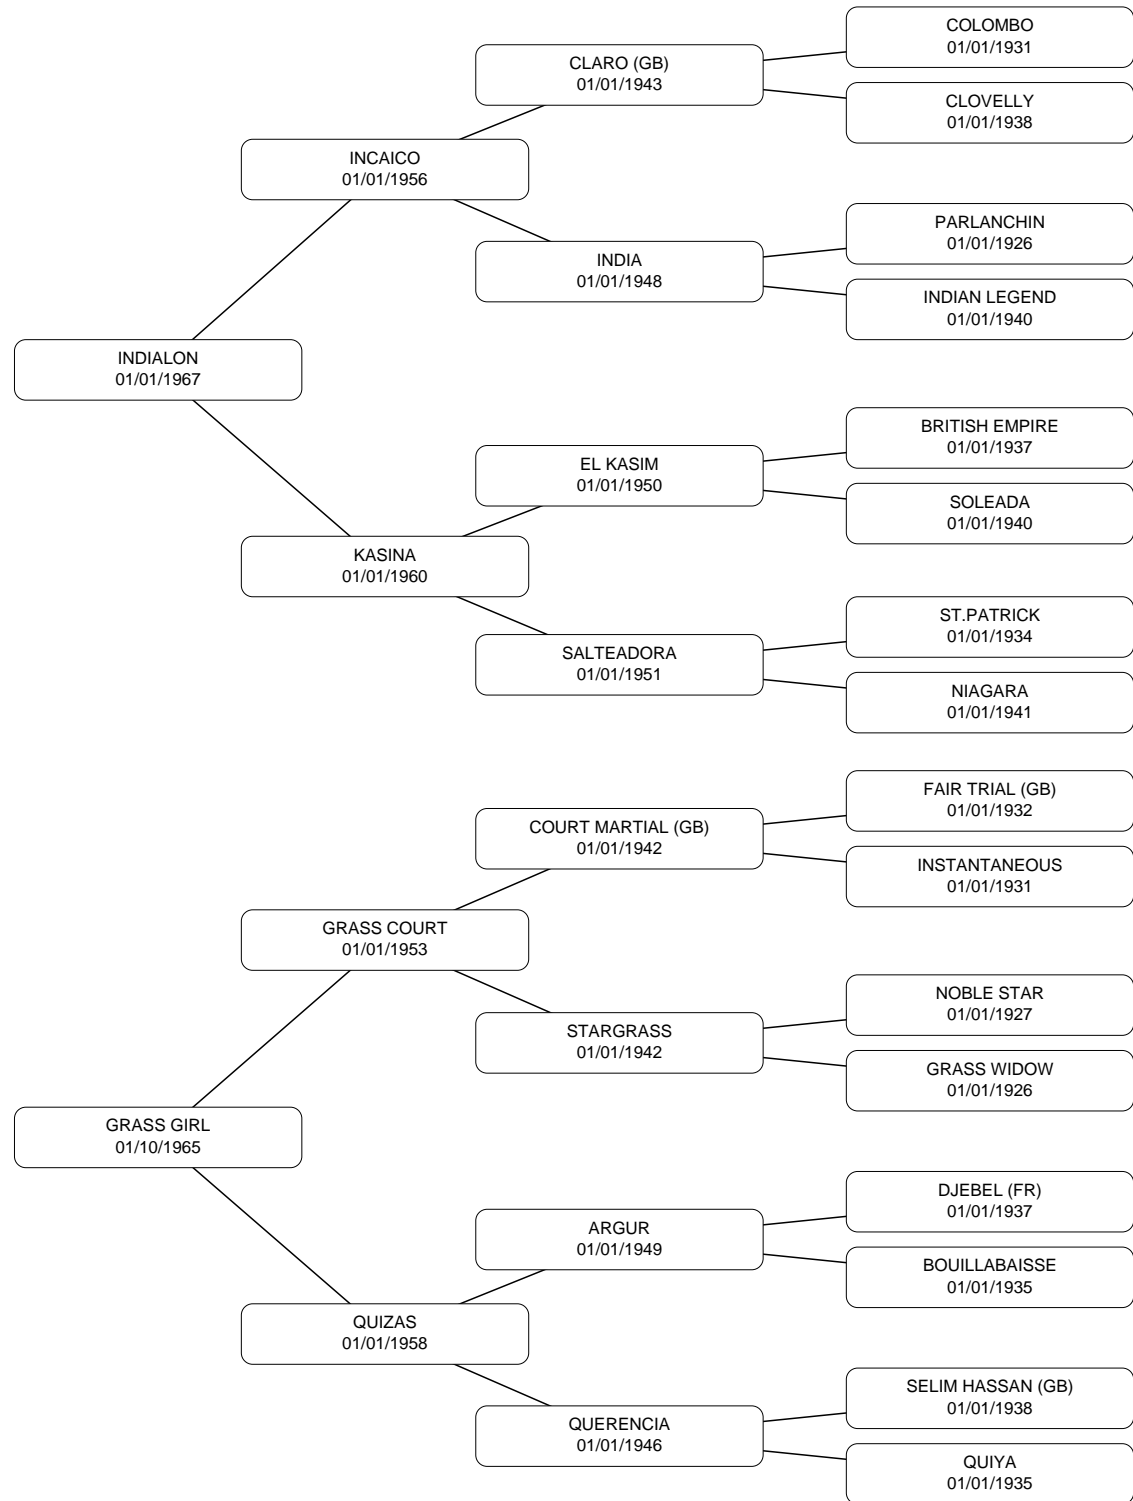 COLOMBO
01/01/1931
CLARO (GB)
01/01/1943
CLOVELLY
01/01/1938
INCAICO
01/01/1956
PARLANCHIN
01/01/1926
INDIA
01/01/1948
INDIAN LEGEND
01/01/1940
INDIALON
01/01/1967
BRITISH EMPIRE
01/01/1937
EL KASIM
01/01/1950
SOLEADA
01/01/1940
KASINA
01/01/1960
ST.PATRICK
01/01/1934
SALTEADORA
01/01/1951
NIAGARA
01/01/1941
FAIR TRIAL (GB)
01/01/1932
COURT MARTIAL (GB)
01/01/1942
INSTANTANEOUS
01/01/1931
GRASS COURT
01/01/1953
NOBLE STAR
01/01/1927
STARGRASS
01/01/1942
GRASS WIDOW
01/01/1926
GRASS GIRL
01/10/1965
DJEBEL (FR)
01/01/1937
ARGUR
01/01/1949
BOUILLABAISSE
01/01/1935
QUIZAS
01/01/1958
SELIM HASSAN (GB)
01/01/1938
QUERENCIA
01/01/1946
QUIYA
01/01/1935